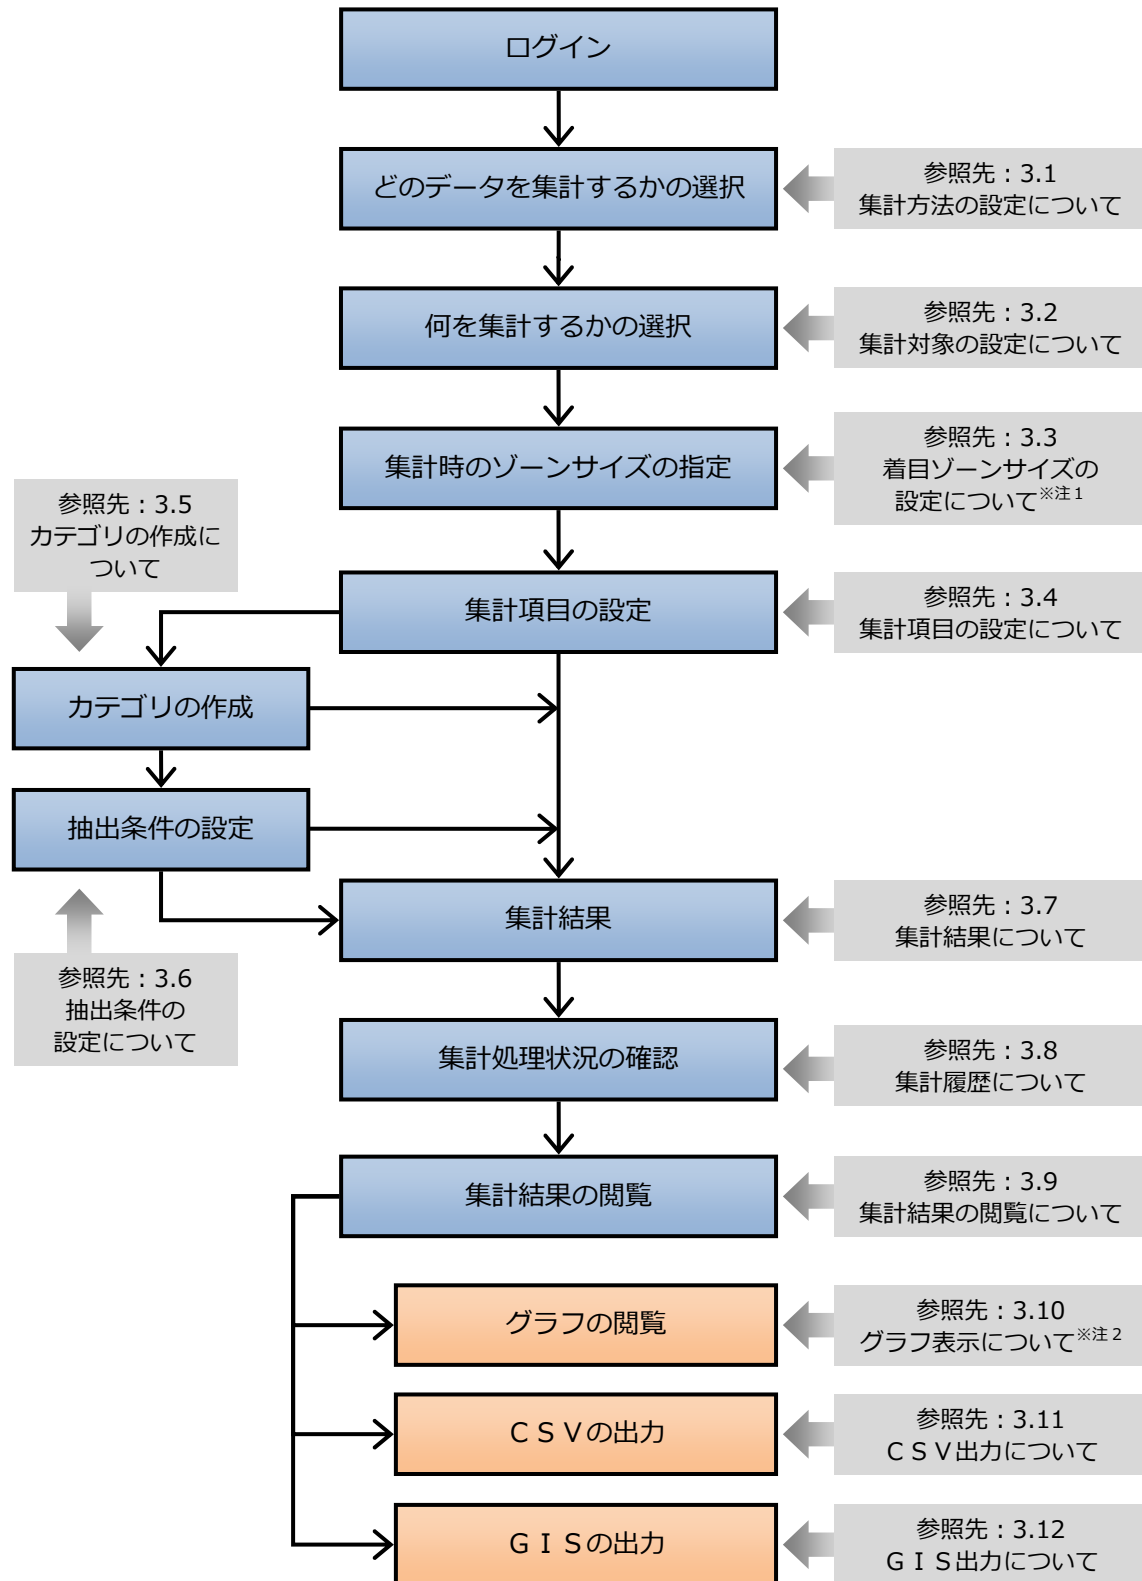 ログイン
どのデータを集計するかの選択
参照先：3.1
集計方法の設定について
何を集計するかの選択
参照先：3.2
集計対象の設定について
集計時のゾーンサイズの指定
参照先：3.3
着目ゾーンサイズの
設定について※注１
参照先：3.5
カテゴリの作成に
ついて
集計項目の設定
参照先：3.4
集計項目の設定について
カテゴリの作成
抽出条件の設定
集計結果
参照先：3.7
集計結果について
参照先：3.6
抽出条件の
設定について
集計処理状況の確認
参照先：3.8
集計履歴について
集計結果の閲覧
参照先：3.9
集計結果の閲覧について
グラフの閲覧
参照先：3.10
グラフ表示について※注２
ＣＳＶの出力
参照先：3.11
ＣＳＶ出力について
ＧＩＳの出力
参照先：3.12
ＧＩＳ出力について